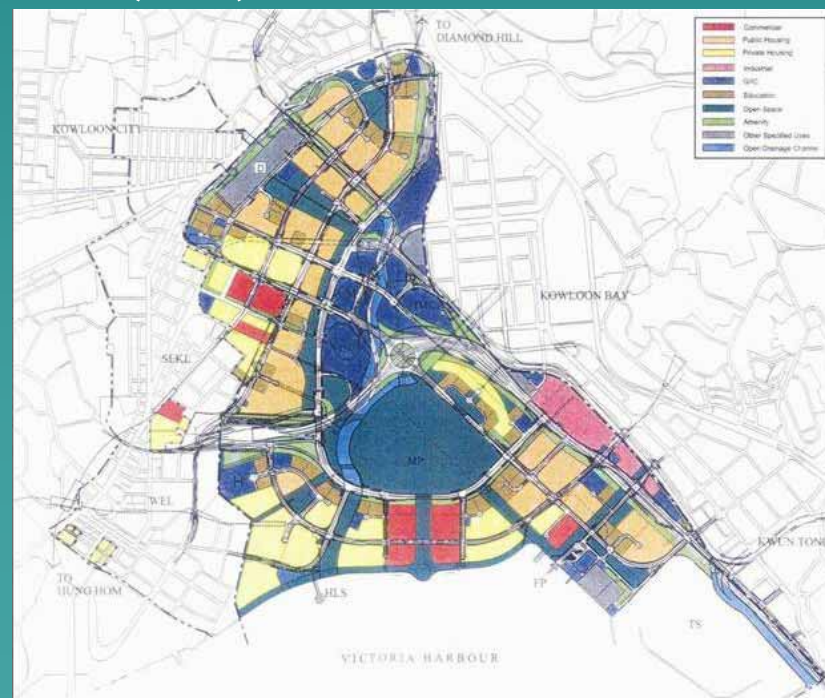 TO
DIAMOND HILL
Commercial
Public Housing
Private Housing
Industrial
G/IC
Education
Open Space
Amenity
Other Specified Uses
Open Drainage Channel
KOWLOON CITY
KOWLOON BAY
SEKL
MP
H
WEL
KWUN TONG
TO
HUNG HOM
HLS
FP
TS
VICTORIA HARBOUR